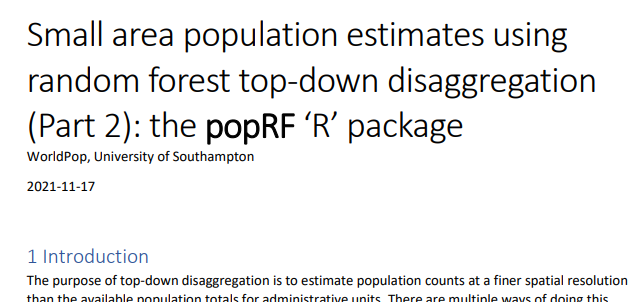 Small area population estimates using
random forest top-down disaggregation
(Part 2): the popRF ‘R’ package
WorldPop, University of Southampton
2021-11-17
1 Introduction
The purpose of top-down disaggregation is to estimate population counts at a finer spatial resolution
than the available population totals for administrative units. There are multiple ways of doing this